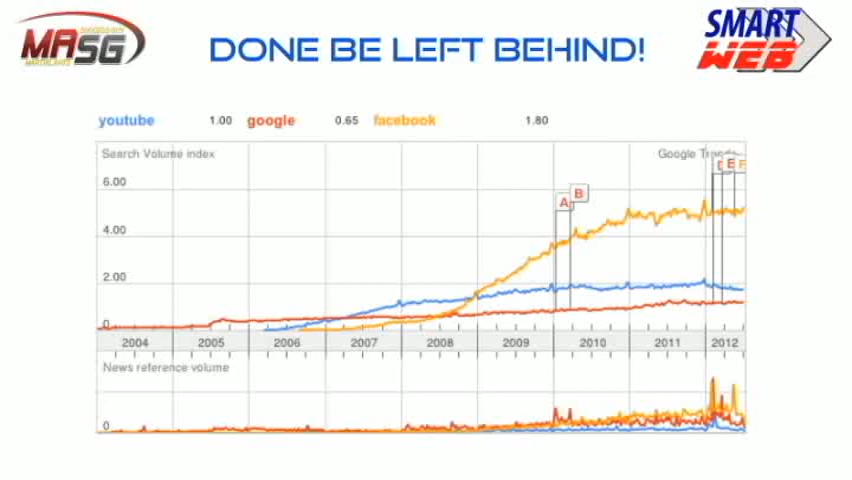 MASG
SMART
WEB
DONE BE LEFT BEHIND!
youtube 1.00 google 0.65 facebook 1.80
Search Volume index Google Trends
6.00
4.00
2.00
0
A B E F
2004 2005 2006 2007 2008 2009 2010 2011 2012
News reference volume
0